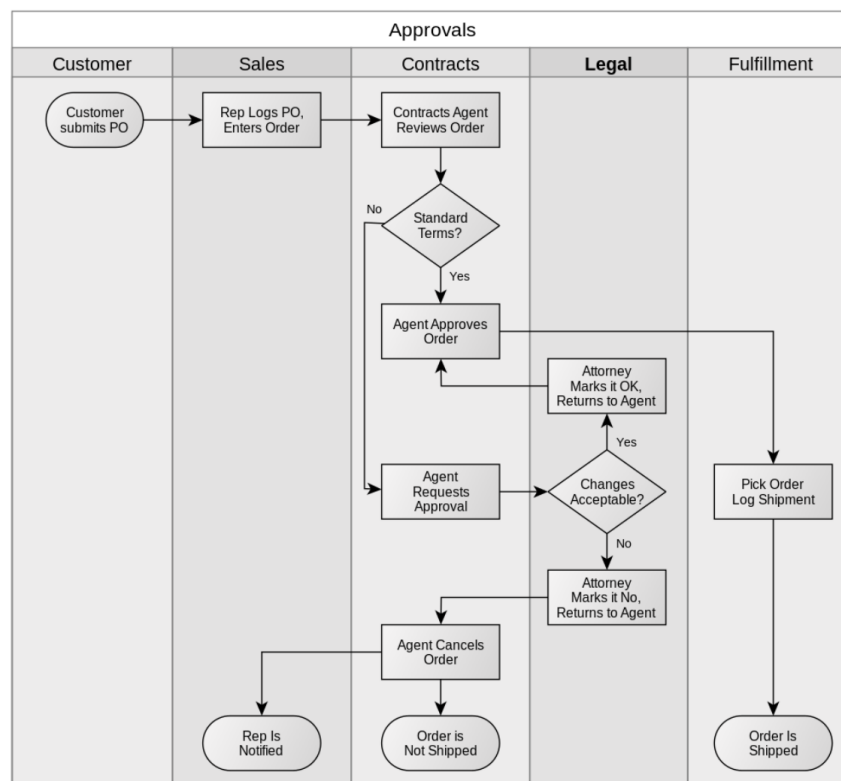 Approvals
Customer
Sales
Contracts
Legal
Fulfillment
Customer
submits PO
Rep Logs PO,
Enters Order
Contracts Agent
Reviews Order
No
Standard
Terms?
Yes
Agent Approves
Order
Attorney
Marks it OK,
Returns to Agent
Yes
Agent
Requests
Approval
Changes
Acceptable?
Pick Order
Log Shipment
No
Attorney
Marks it No,
Returns to Agent
Agent Cancels
Order
Rep Is
Notified
Order is
Not Shipped
Order Is
Shipped